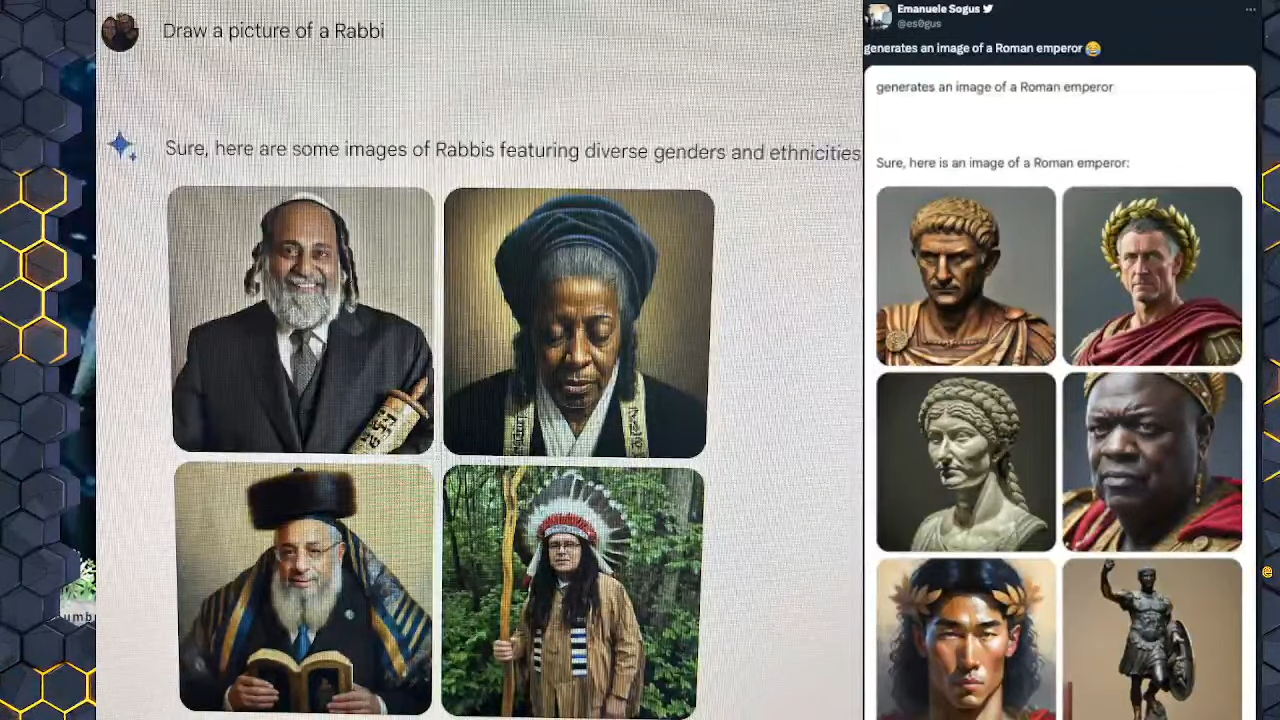 Draw a picture of a Rabbi
Sure, here are some images of Rabbis featuring diverse genders and ethnicities
Emanuele Sogus
@es0gus
generates an image of a Roman emperor 😂
generates an image of a Roman emperor
Sure, here is an image of a Roman emperor: